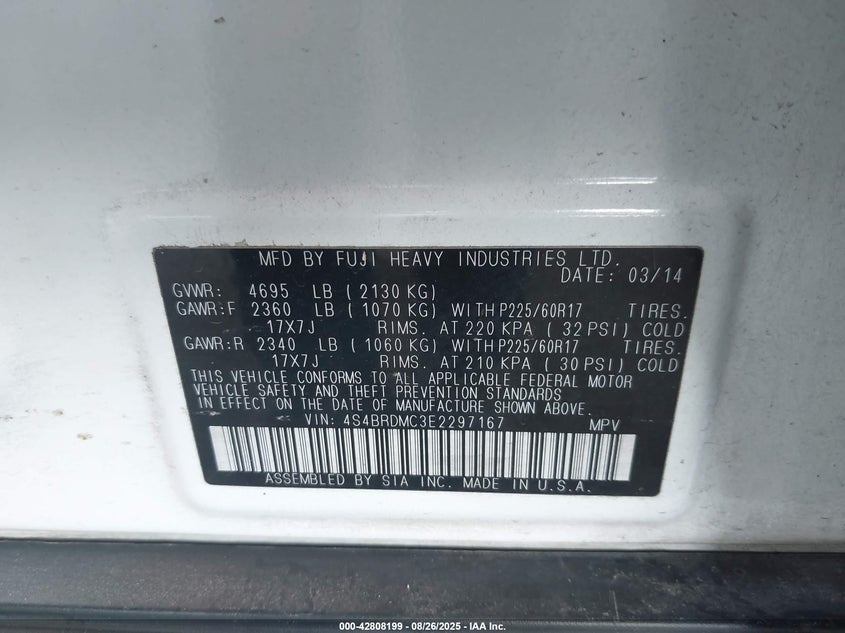 MFD BY FUJI HEAVY INDUSTRIES LTD.
DATE: 03/14
GVWR: 4695 LB ( 2130 KG)
GAWR:F 2360 LB ( 1070 KG) WITH P225/60R17 TIRES.
17X7J RIMS. AT 220 KPA ( 32 PSI) COLD
GAWR:R 2340 LB ( 1060 KG) WITH P225/60R17 TIRES.
17X7J RIMS. AT 210 KPA ( 30 PSI) COLD
THIS VEHICLE CONFORMS TO ALL APPLICABLE FEDERAL MOTOR
VEHICLE SAFETY AND THEFT PREVENTION STANDARDS
IN EFFECT ON THE DATE OF MANUFACTURE SHOWN ABOVE.
VIN: 4S4BRDMC3E2297167 MPV
ASSEMBLED BY SIA INC. MADE IN U.S.A.
000-42808199 - 08/26/2025 - IAA Inc.